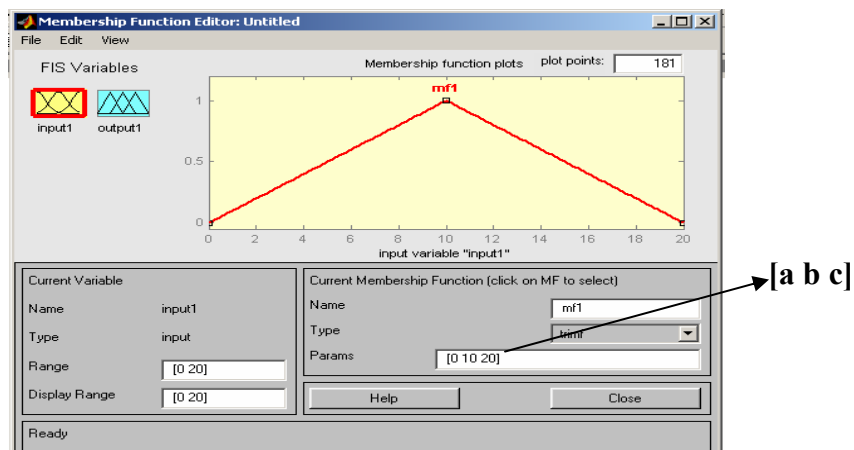 Membership Function Editor: Untitled
File Edit View
FIS Variables
Membership function plots plot points: 181
input1 output1
mf1
1
0.5
0
0 2 4 6 8 10 12 14 16 18 20
input variable "input1"
Current Variable
Name input1
Type input
Range [0 20]
Display Range [0 20]
Current Membership Function (click on MF to select)
Name mf1
Type trimf
Params [0 10 20]
[a b c]
Help Close
Ready